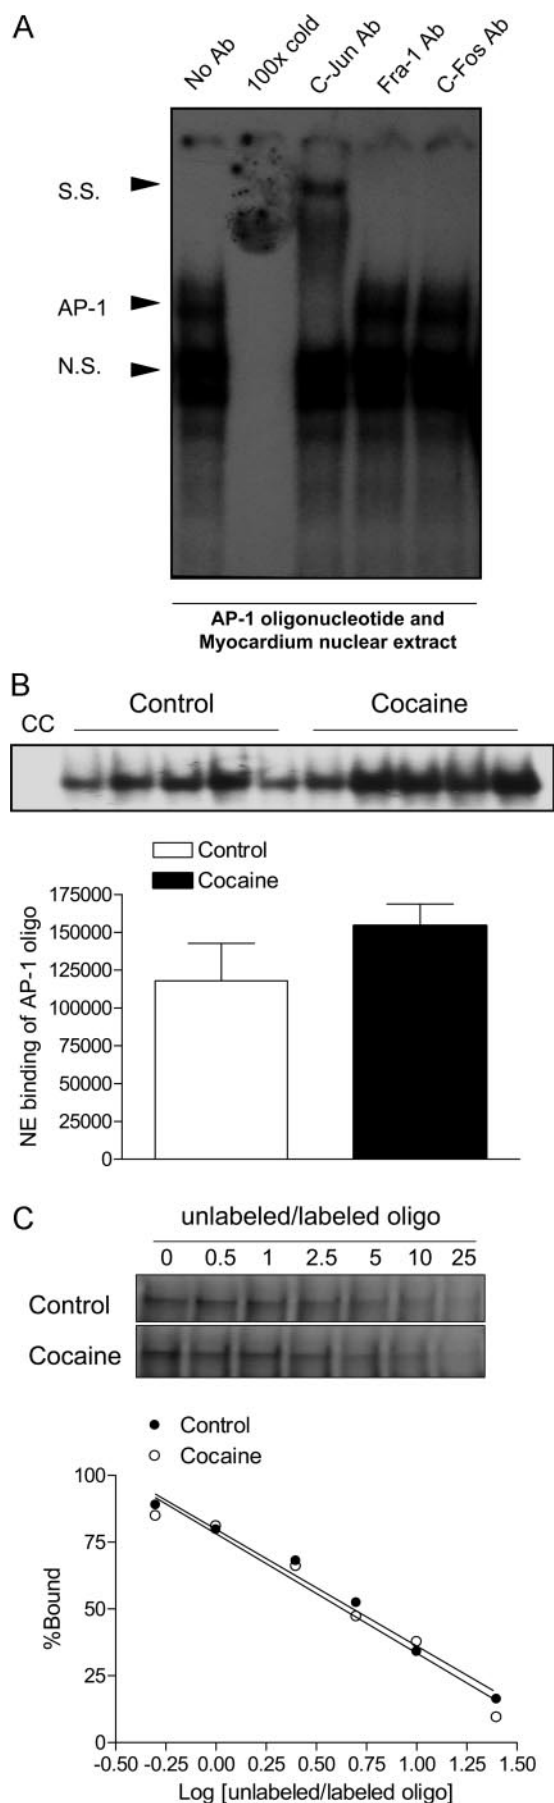 A
No Ab
100x cold
C-Jun Ab
Fra-1 Ab
C-Fos Ab
S.S.
AP-1
N.S.
AP-1 oligonucleotide and
Myocardium nuclear extract
B
CC Control Cocaine
Control
Cocaine
175000
150000
125000
100000
75000
50000
25000
0
NE binding of AP-1 oligo
C
unlabeled/labeled oligo
0 0.5 1 2.5 5 10 25
Control
Cocaine
Control
Cocaine
100
75
50
25
0
%Bound
-0.50 -0.25 0.00 0.25 0.50 0.75 1.00 1.25 1.50
Log [unlabeled/labeled oligo]